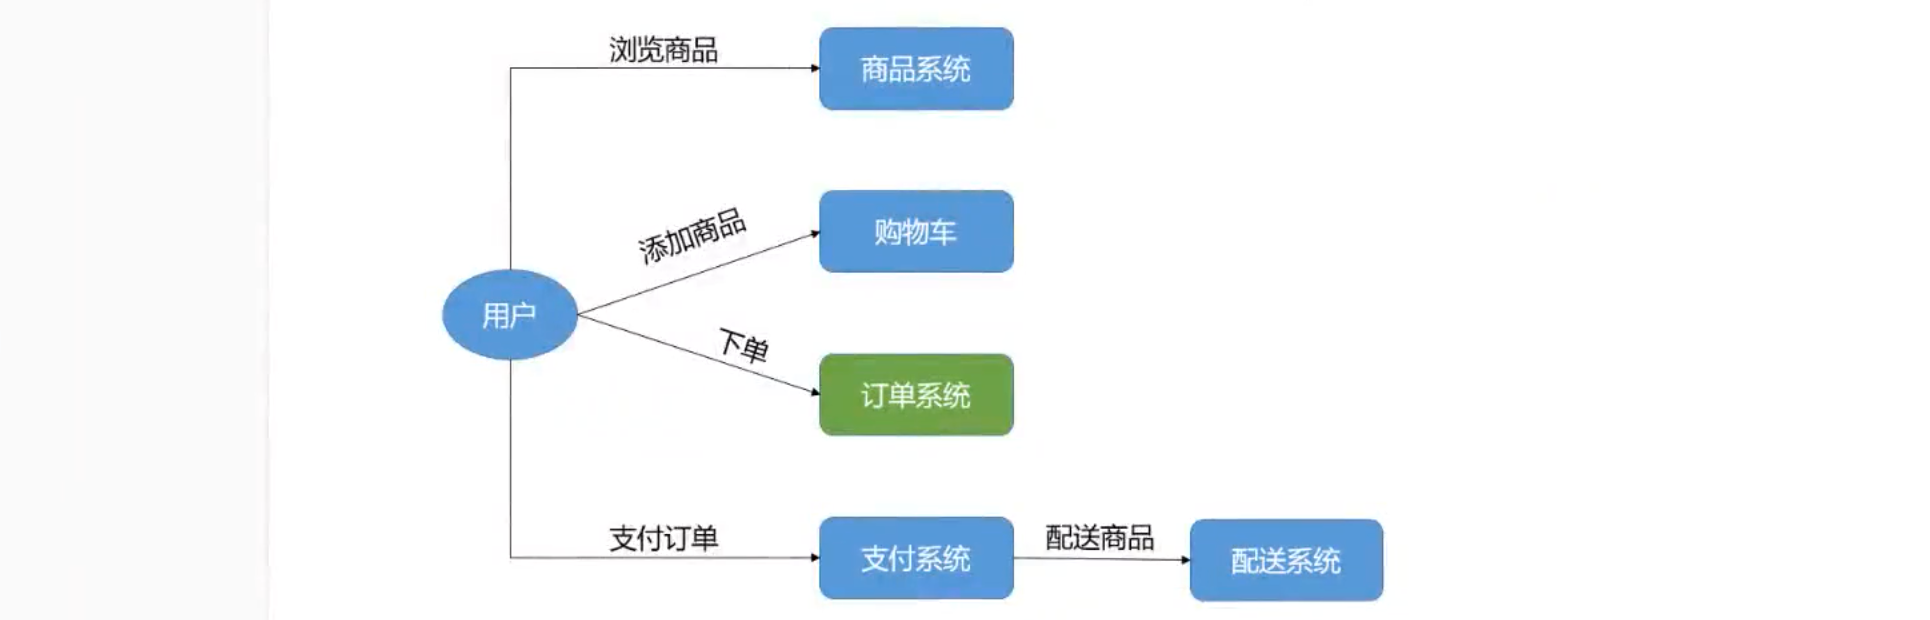 浏览商品
商品系统
添加商品
购物车
用户
下单
订单系统
支付订单
支付系统
配送商品
配送系统